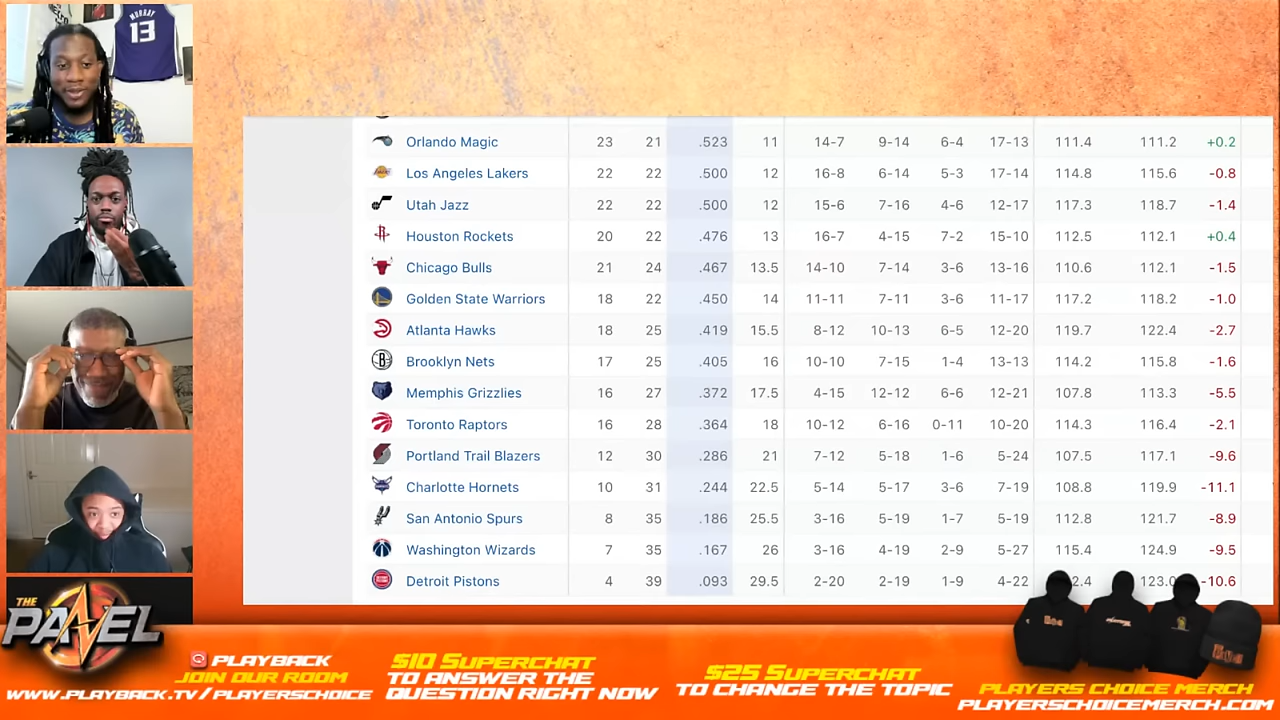 MURRAY
13
Orlando Magic 23 21 .523 11 14-7 9-14 6-4 17-13 111.4 111.2 +0.2
Los Angeles Lakers 22 22 .500 12 16-8 6-14 5-3 17-14 114.8 115.6 -0.8
Utah Jazz 22 22 .500 12 15-6 7-16 4-6 12-17 117.3 118.7 -1.4
Houston Rockets 20 22 .476 13 16-7 4-15 7-2 15-10 112.5 112.1 +0.4
Chicago Bulls 21 24 .467 13.5 14-10 7-14 3-6 13-16 110.6 112.1 -1.5
Golden State Warriors 18 22 .450 14 11-11 7-11 3-6 11-17 117.2 118.2 -1.0
Atlanta Hawks 18 25 .419 15.5 8-12 10-13 6-5 12-20 119.7 122.4 -2.7
Brooklyn Nets 17 25 .405 16 10-10 7-15 1-4 13-13 114.2 115.8 -1.6
Memphis Grizzlies 16 27 .372 17.5 4-15 12-12 6-6 12-21 107.8 113.3 -5.5
Toronto Raptors 16 28 .364 18 10-12 6-16 0-11 10-20 114.3 116.4 -2.1
Portland Trail Blazers 12 30 .286 21 7-12 5-18 1-6 5-24 107.5 117.1 -9.6
Charlotte Hornets 10 31 .244 22.5 5-14 5-17 3-6 7-19 108.8 119.9 -11.1
San Antonio Spurs 8 35 .186 25.5 3-16 5-19 1-7 5-19 112.8 121.7 -8.9
Washington Wizards 7 35 .167 26 3-16 4-19 2-9 5-27 115.4 124.9 -9.5
Detroit Pistons 4 39 .093 29.5 2-20 2-19 1-9 4-22 2.4 123.0 -10.6
THE
PANEL
PLAYBACK
JOIN OUR ROOM
WWW.PLAYBACK.TV/PLAYERSCHOICE
$10 SUPERCHAT
TO ANSWER THE
QUESTION RIGHT NOW
$25 SUPERCHAT
TO CHANGE THE TOPIC
PLAYERS CHOICE MERCH
PLAYERSCHOICEMERCH.COM